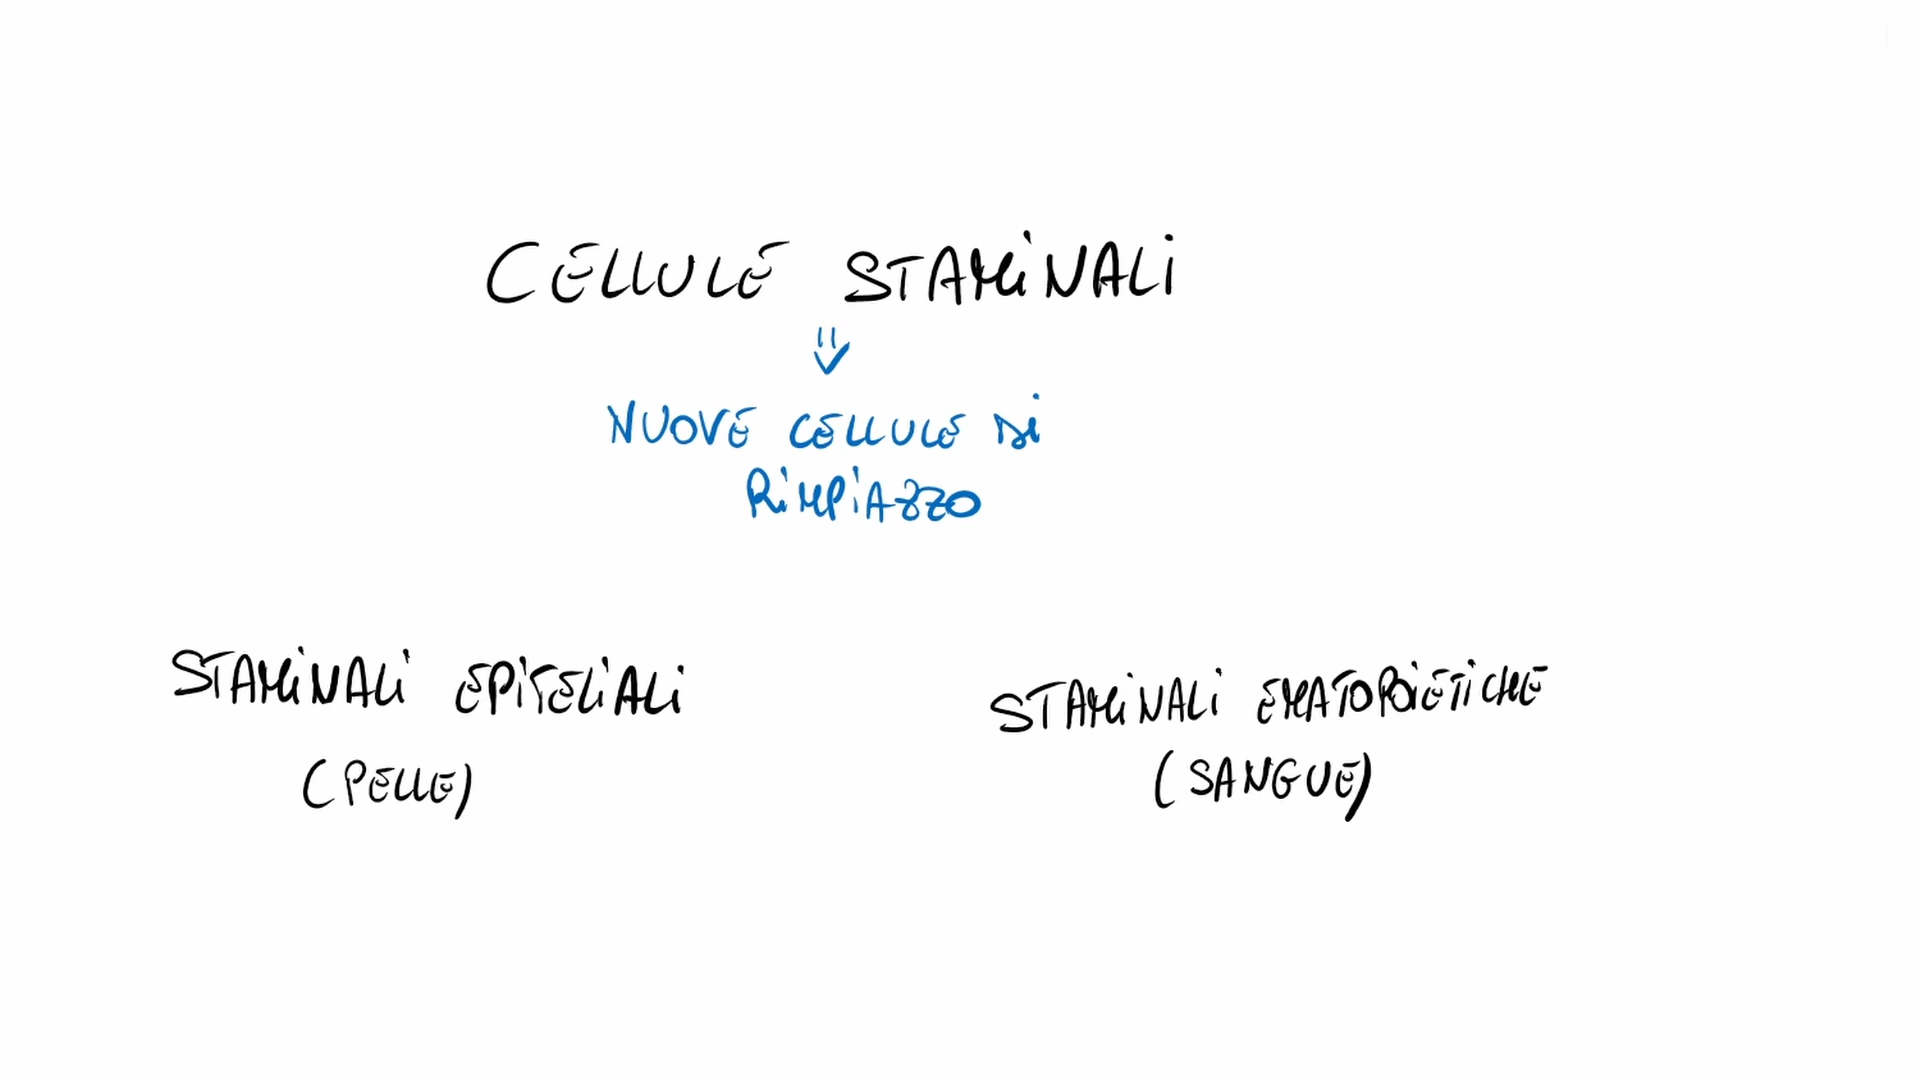 CELLULE STAMINALI
NUOVE CELLULE DI
RIMPIAZZO
STAMINALI EPITELIALI
(PELLE)
STAMINALI EMATOPOIETICHE
(SANGUE)